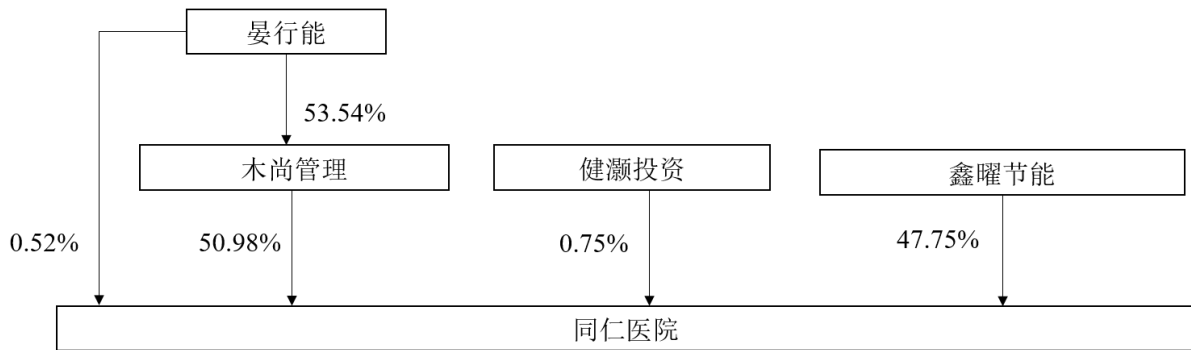 晏行能
53.54%
木尚管理
健灏投资
鑫曜节能
0.52%
50.98%
0.75%
47.75%
同仁医院